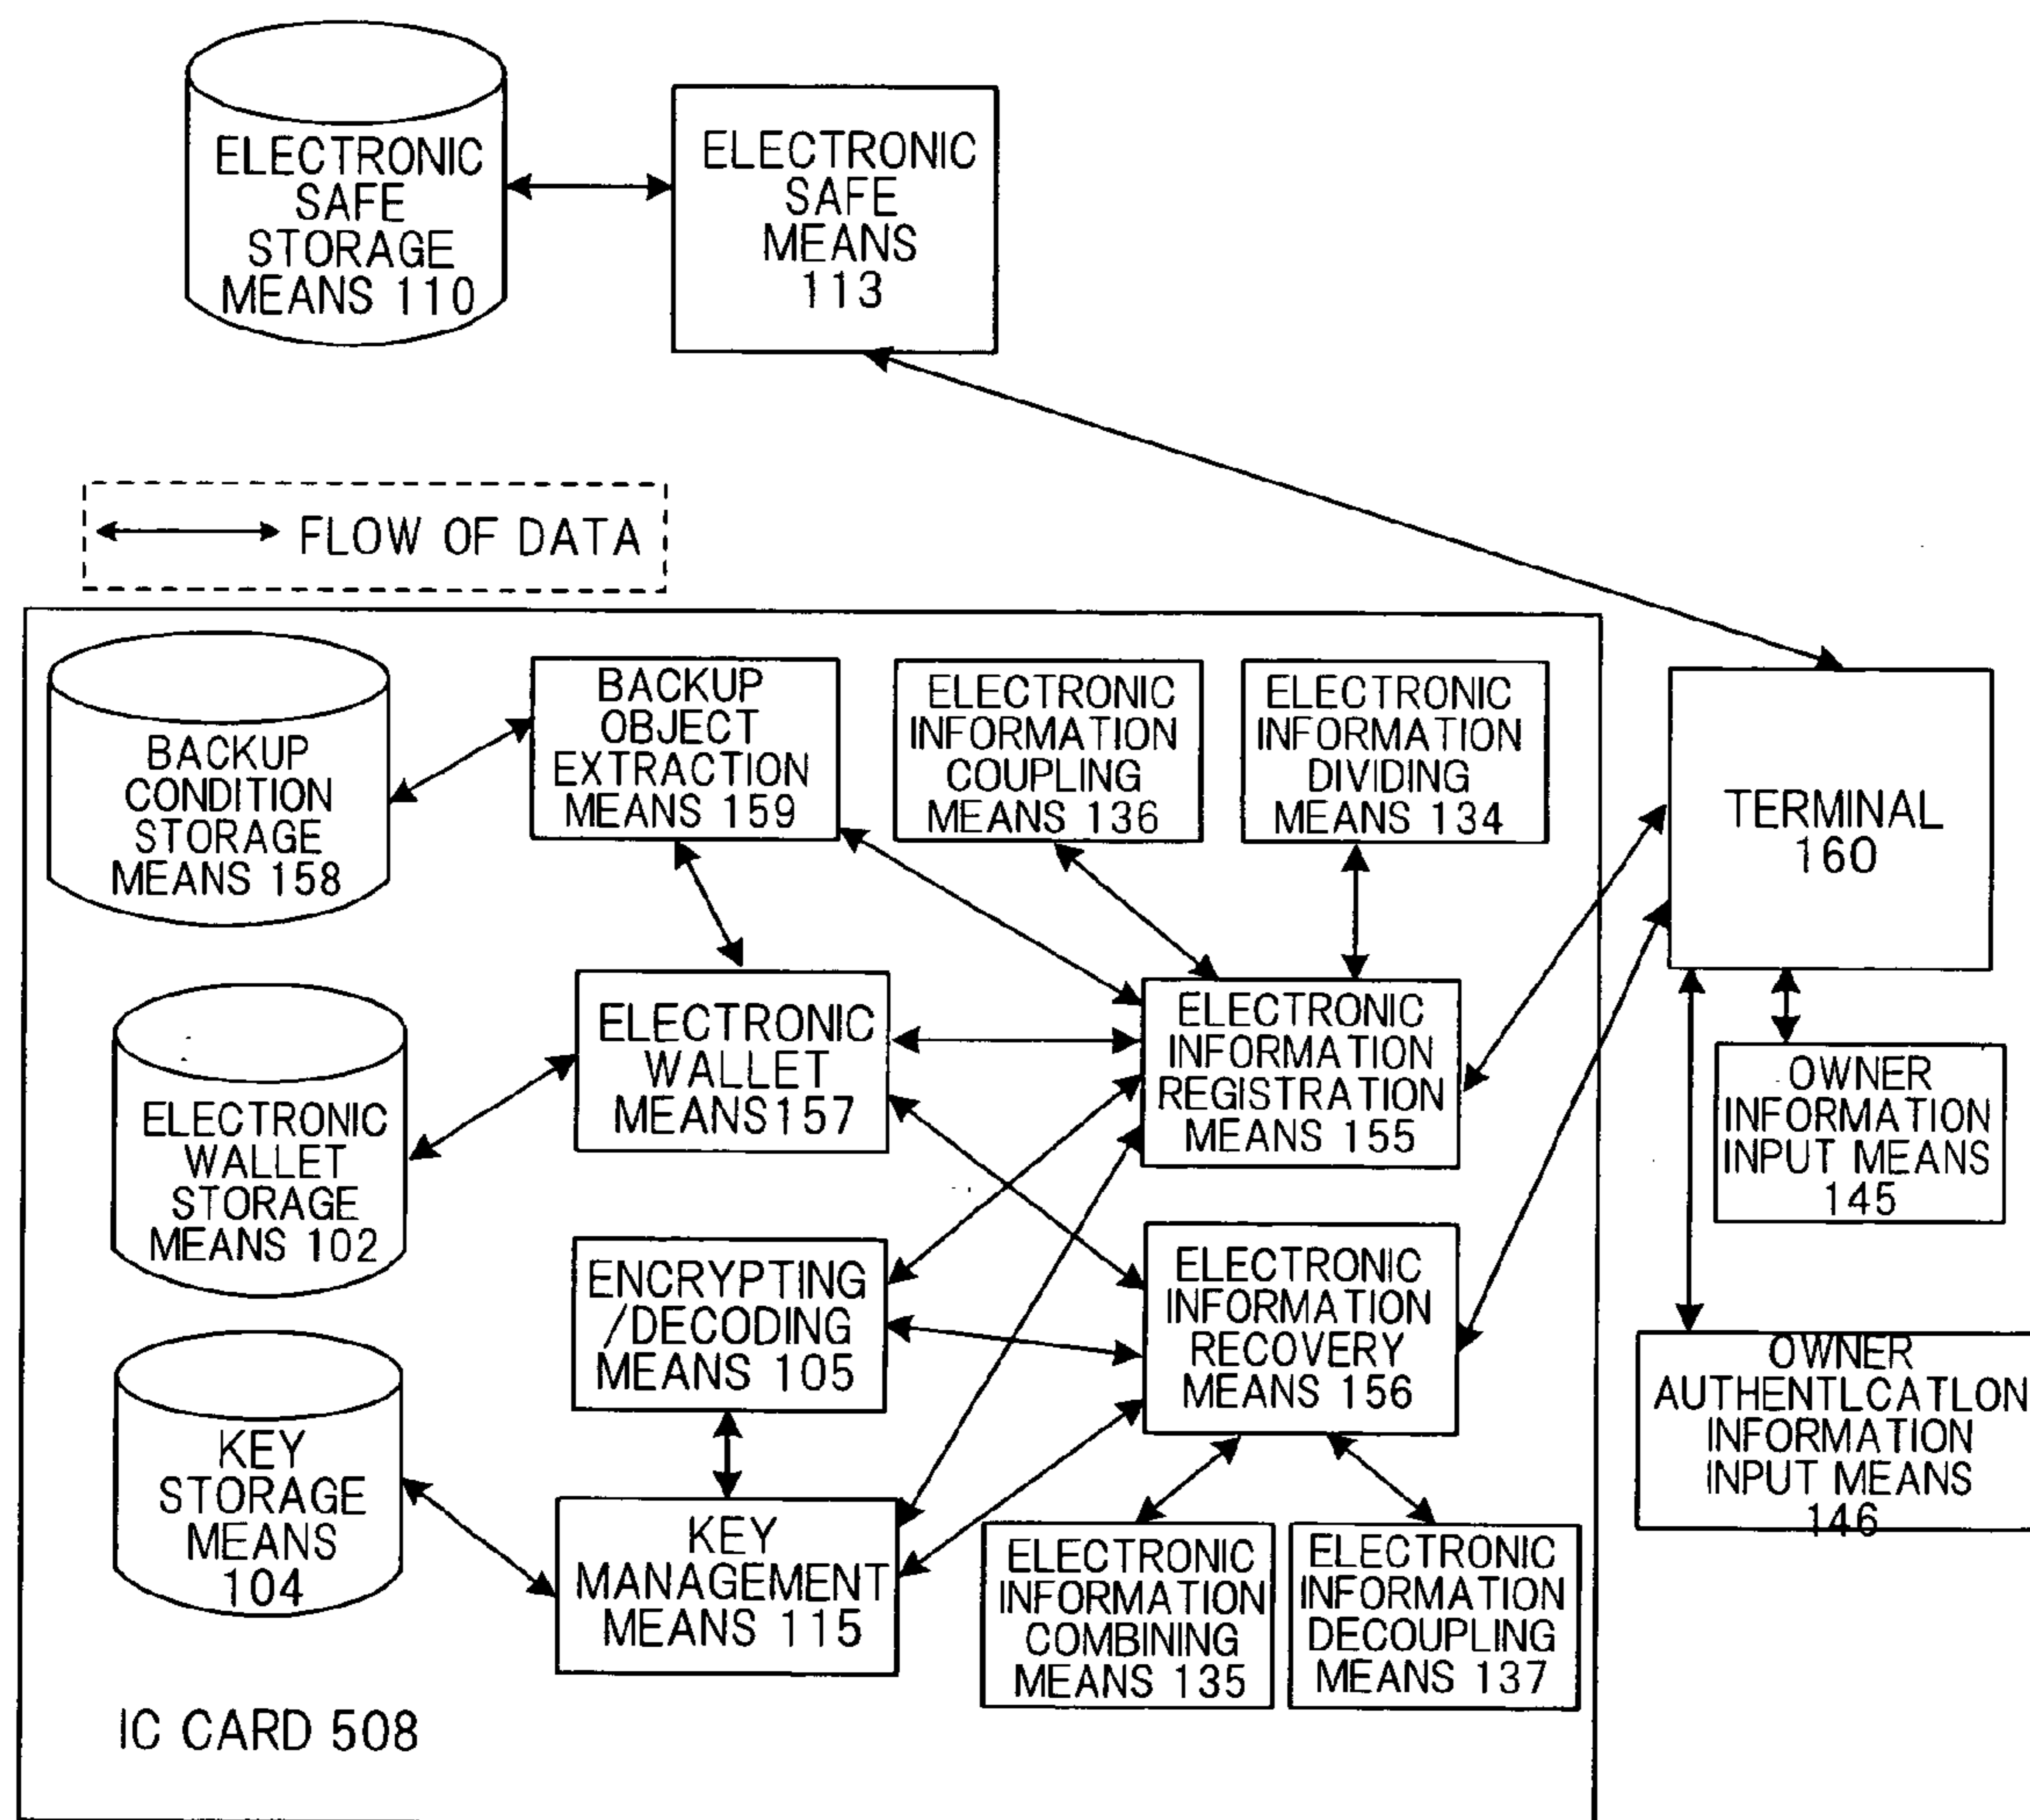 ELECTRONIC
SAFE
STORAGE
MEANS 110
ELECTRONIC
SAFE
MEANS
113
FLOW OF DATA
BACKUP
CONDITION
STORAGE
MEANS 158
BACKUP
OBJECT
EXTRACTION
MEANS 159
ELECTRONIC
INFORMATION
COUPLING
MEANS 136
ELECTRONIC
INFORMATION
DIVIDING
MEANS 134
TERMINAL
160
ELECTRONIC
WALLET
STORAGE
MEANS 102
ELECTRONIC
WALLET
MEANS157
ELECTRONIC
INFORMATION
REGISTRATION
MEANS 155
OWNER
INFORMATION
INPUT MEANS
145
ENCRYPTING
/DECODING
MEANS 105
ELECTRONIC
INFORMATION
RECOVERY
MEANS 156
OWNER
AUTHENTLCATLON
INFORMATION
INPUT MEANS
146
KEY
STORAGE
MEANS
104
KEY
MANAGEMENT
MEANS 115
ELECTRONIC
INFORMATION
COMBINING
MEANS 135
ELECTRONIC
INFORMATION
DECOUPLING
MEANS 137
IC CARD 508